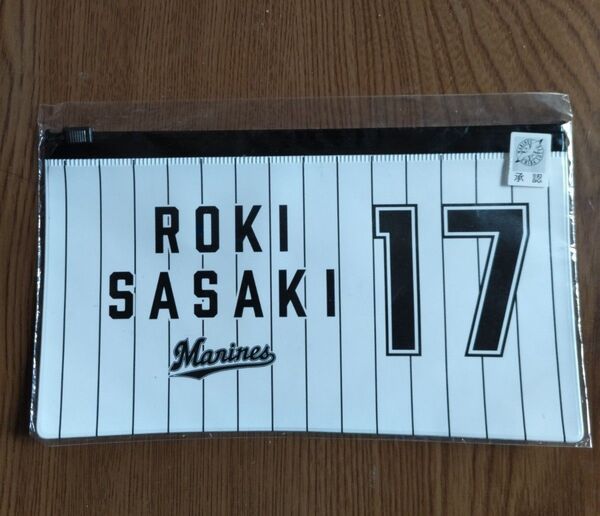 承認
ROKI
SASAKI
17
Marines